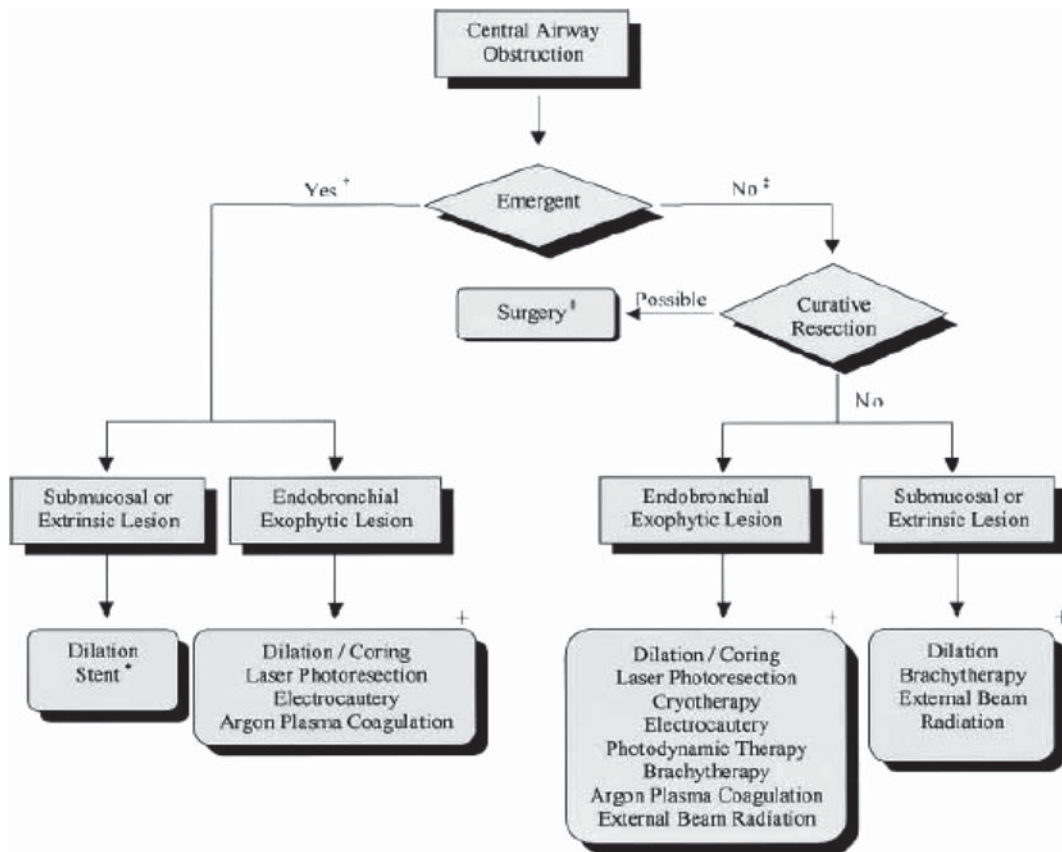 Central Airway
Obstruction
Yes †
Emergent
No ‡
Surgery
Possible
Curative
Resection
No
Submucosal or
Extrinsic Lesion
Endobronchial
Exophytic Lesion
Endobronchial
Exophytic Lesion
Submucosal or
Extrinsic Lesion
+
+
+
Dilation
Stent *
Dilation / Coring
Laser Photoresection
Electrocautery
Argon Plasma Coagulation
Dilation / Coring
Laser Photoresection
Cryotherapy
Electrocautery
Photodynamic Therapy
Brachytherapy
Argon Plasma Coagulation
External Beam Radiation
Dilation
Brachytherapy
External Beam
Radiation